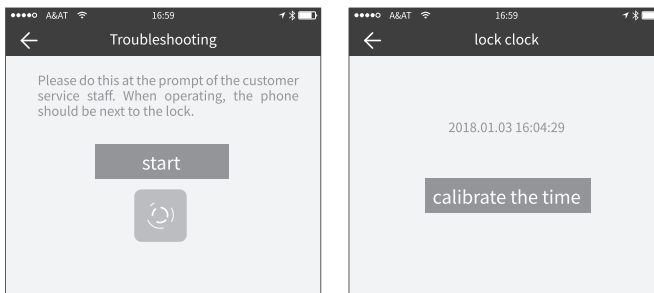 A&AT 16:59
Troubleshooting
Please do this at the prompt of the customer
service staff. When operating, the phone
should be next to the lock.
start
A&AT 16:59
lock clock
2018.01.03 16:04:29
calibrate the time